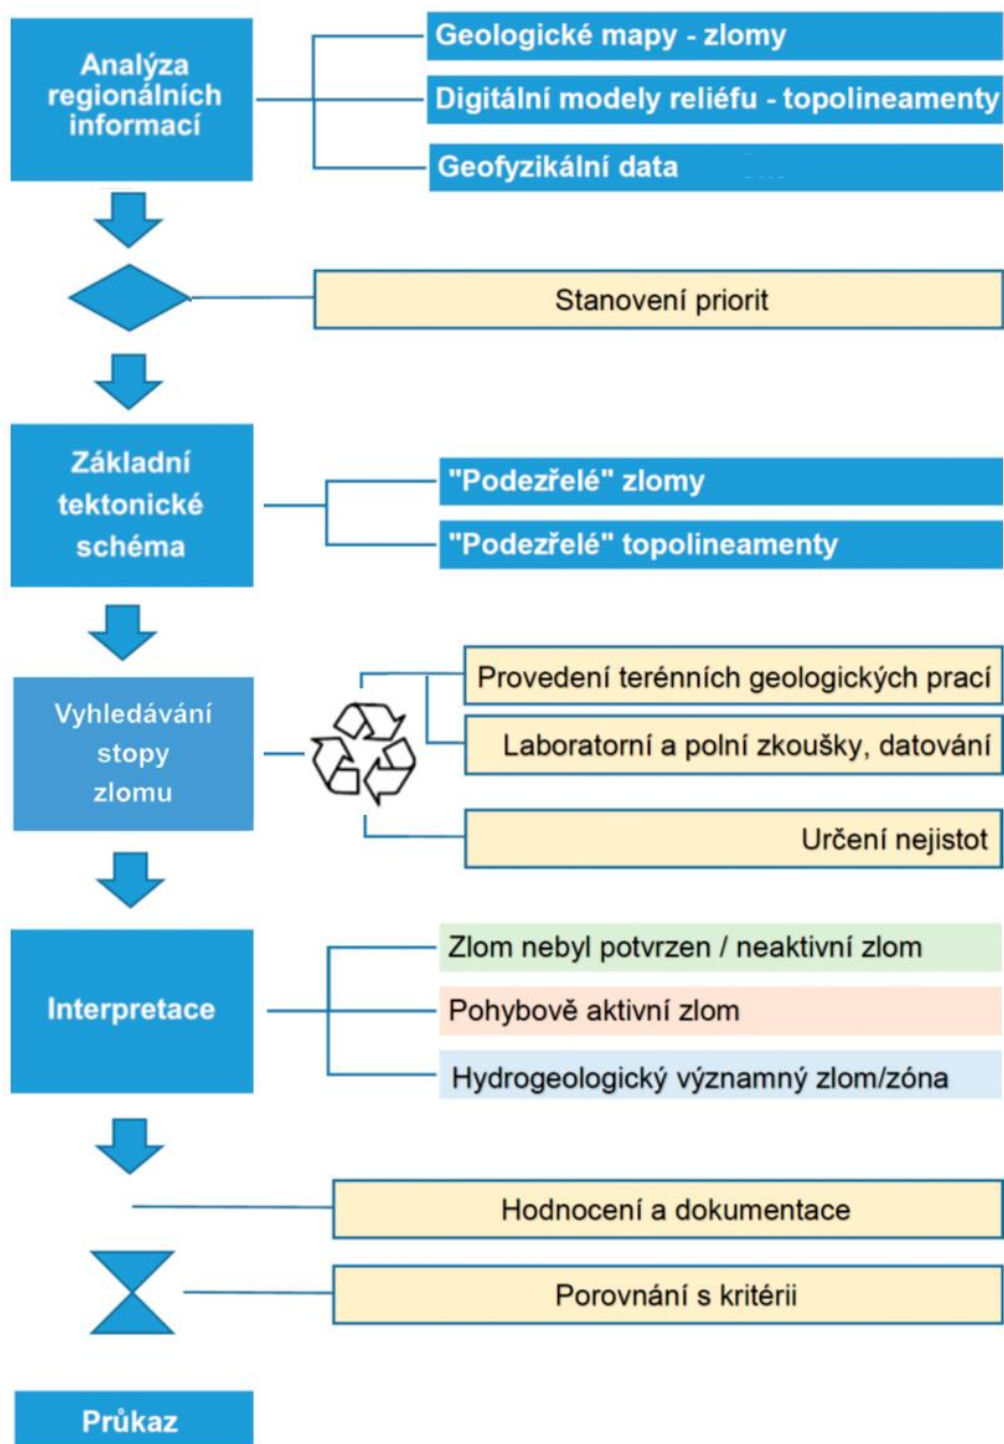 Analýza
regionálních
informací
Geologické mapy - zlomy
Digitální modely reliéfu - topolineamenty
Geofyzikální data
Stanovení priorit
Základní
tektonické
schéma
"Podezřelé" zlomy
"Podezřelé" topolineamenty
Vyhledávání
stopy
zlomu
Provedení terénních geologických prací
Laboratorní a polní zkoušky, datování
Určení nejistot
Interpretace
Zlom nebyl potvrzen / neaktivní zlom
Pohybově aktivní zlom
Hydrogeologický významný zlom/zóna
Hodnocení a dokumentace
Porovnání s kritérii
Průkaz